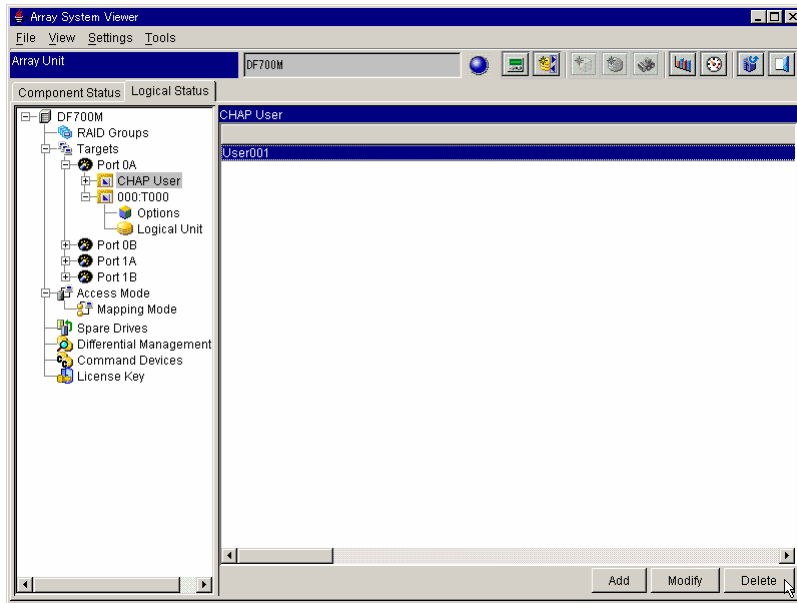 Array System Viewer
File View Settings Tools
Array Unit
DF700M
Component Status
Logical Status
DF700M
RAID Groups
Targets
Port 0A
CHAP User
000:T000
Options
Logical Unit
Port 0B
Port 1A
Port 1B
Access Mode
Mapping Mode
Spare Drives
Differential Management
Command Devices
License Key
CHAP User
User001
Add
Modify
Delete